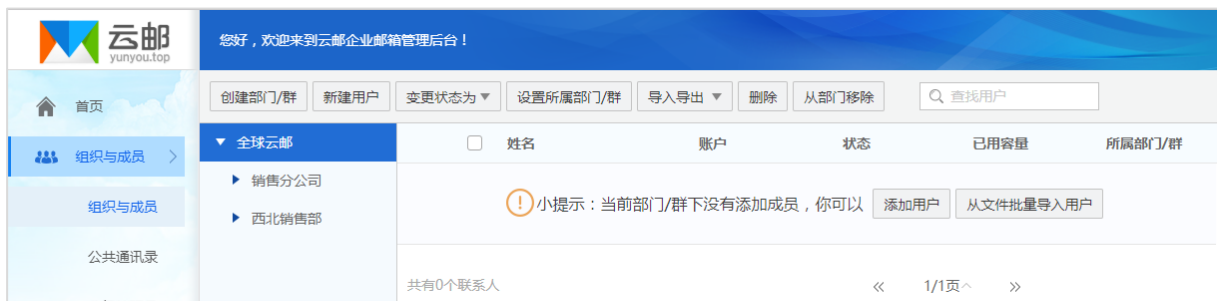 云邮
yunyou.top
您好，欢迎来到云邮企业邮箱管理后台！
首页
组织与成员
组织与成员
公共通讯录
创建部门/群 新建用户 变更状态为 设置所属部门/群 导入导出 删除 从部门移除 查找用户
全球云邮
销售分公司
西北销售部
姓名 账户 状态 已用容量 所属部门/群
小提示：当前部门/群下没有添加成员，你可以 添加用户 从文件批量导入用户
共有0个联系人 《 1/1页 》